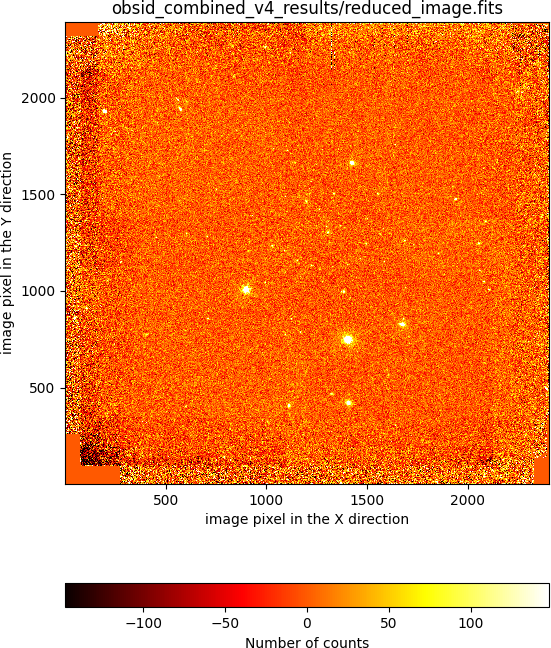 obsid_combined_v4_results/reduced_image.fits
image pixel in the Y direction
2000
1500
1000
500
500 1000 1500 2000
image pixel in the X direction
−100 −50 0 50 100
Number of counts